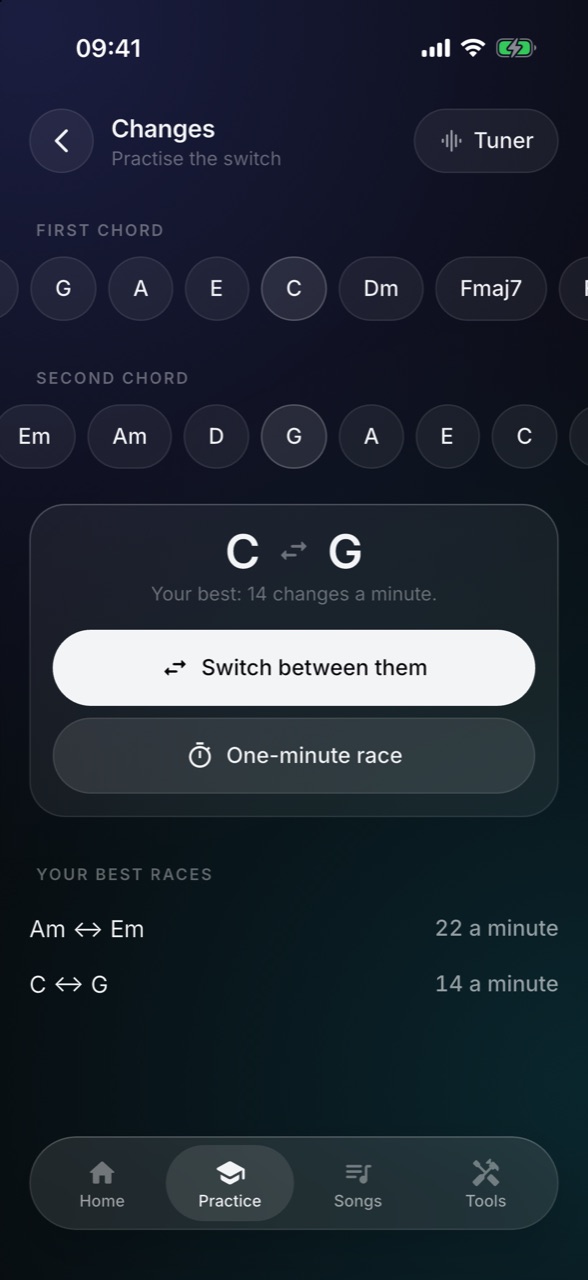 09:41
Changes
Practise the switch
Tuner
FIRST CHORD
G A E C Dm Fmaj7
SECOND CHORD
Em Am D G A E C
C G
Your best: 14 changes a minute.
Switch between them
One-minute race
YOUR BEST RACES
Am ↔ Em 22 a minute
C ↔ G 14 a minute
Home Practice Songs Tools